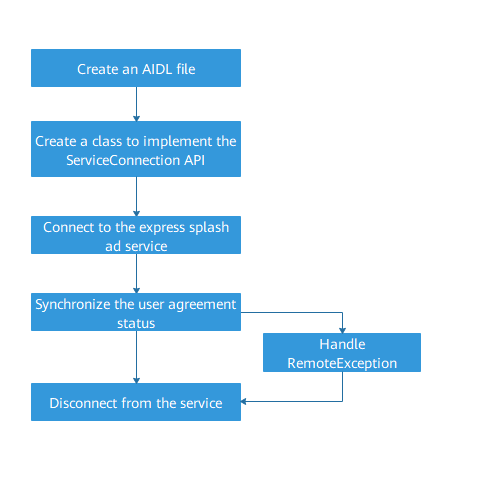 Create an AIDL file
Create a class to implement the
ServiceConnection API
Connect to the express splash
ad service
Synchronize the user agreement
status
Handle
RemoteException
Disconnect from the service